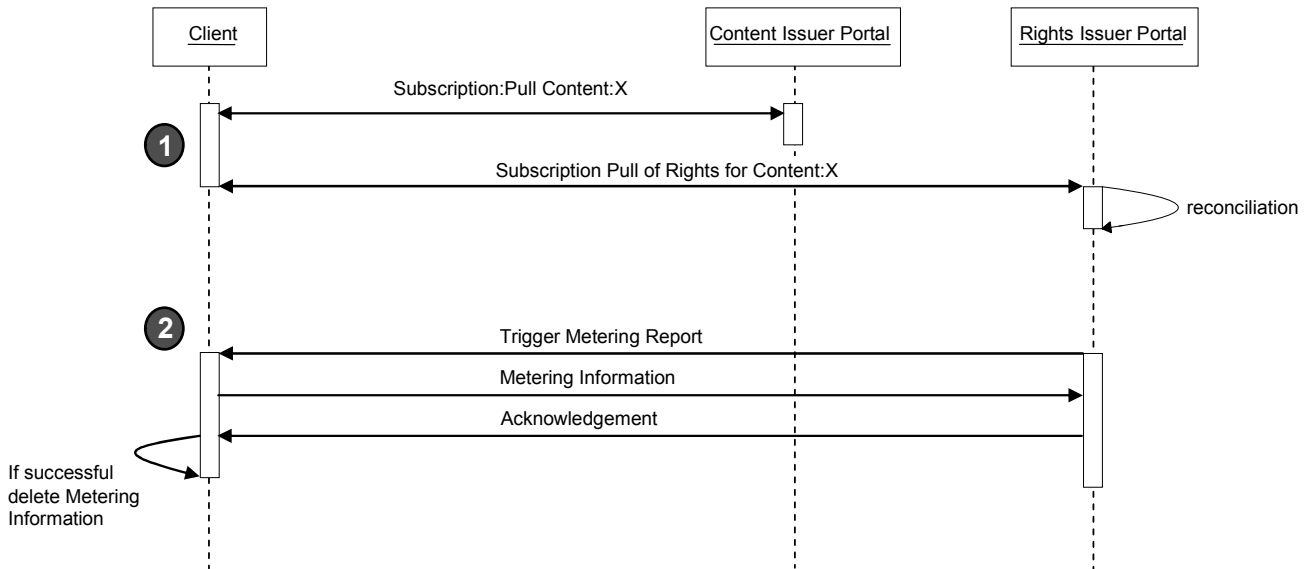 Client
Content Issuer Portal
Rights Issuer Portal
Subscription:Pull Content:X
1
Subscription Pull of Rights for Content:X
reconciliation
2
Trigger Metering Report
Metering Information
Acknowledgement
If successful
delete Metering
Information